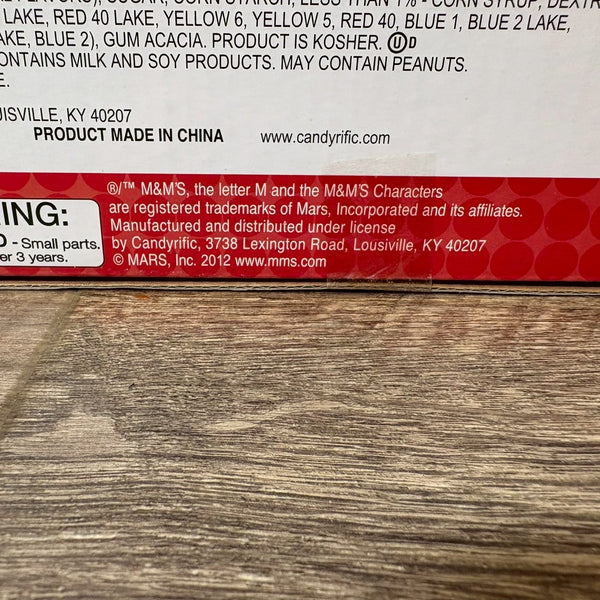 SUGAR, CORN STARCH, LESS THAN 1% - CORN SYRUP,
LAKE, RED 40 LAKE, YELLOW 6, YELLOW 5, RED 40, BLUE 1, BLUE 2 LAKE,
BLUE 2), GUM ACACIA. PRODUCT IS KOSHER. UD
ONTAINS MILK AND SOY PRODUCTS. MAY CONTAIN PEANUTS.
E.
UISVILLE, KY 40207
PRODUCT MADE IN CHINA www.candyrific.com
ING:
D - Small parts.
er 3 years.
®/™ M&M'S, the letter M and the M&M'S Characters
are registered trademarks of Mars, Incorporated and its affiliates.
Manufactured and distributed under license
by Candyrific, 3738 Lexington Road, Lousiville, KY 40207
© MARS, Inc. 2012 www.mms.com